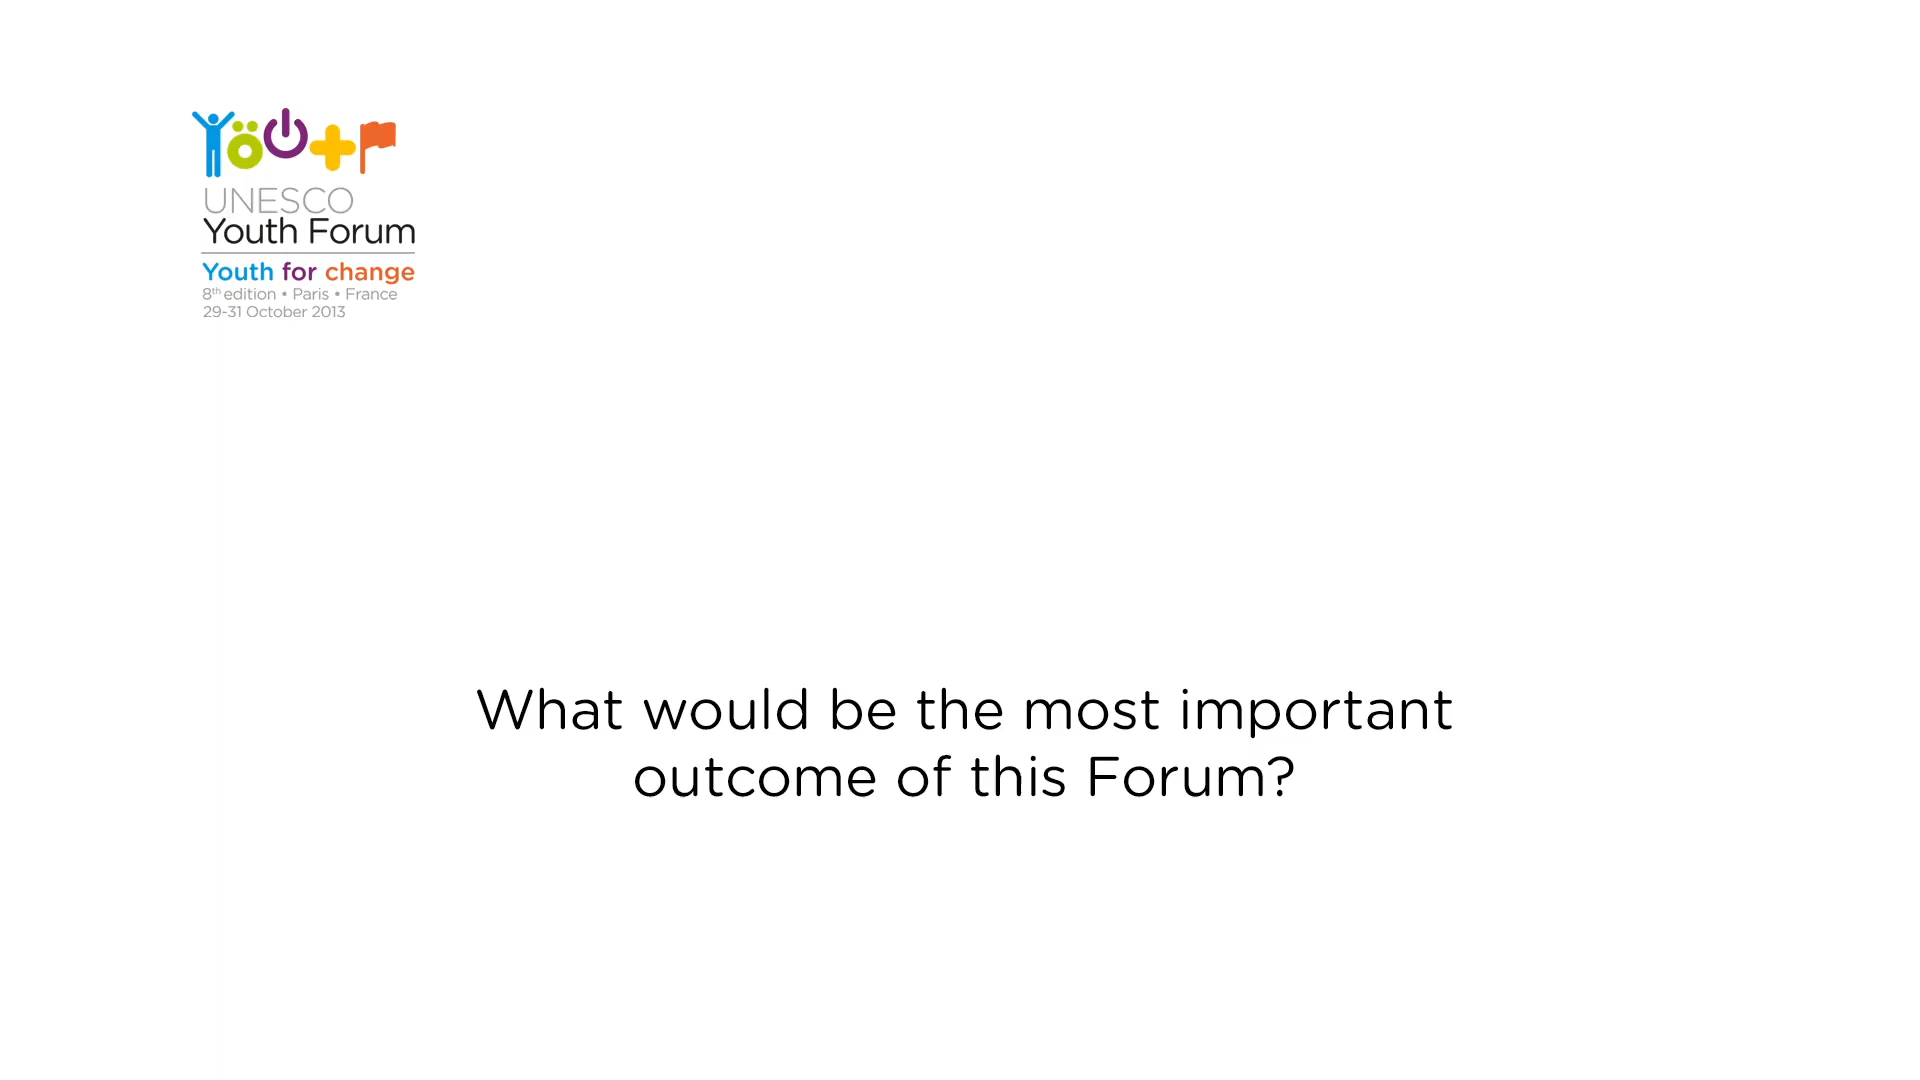 UNESCO
Youth Forum
Youth for change
8th edition • Paris • France
29-31 October 2013
What would be the most important
outcome of this Forum?